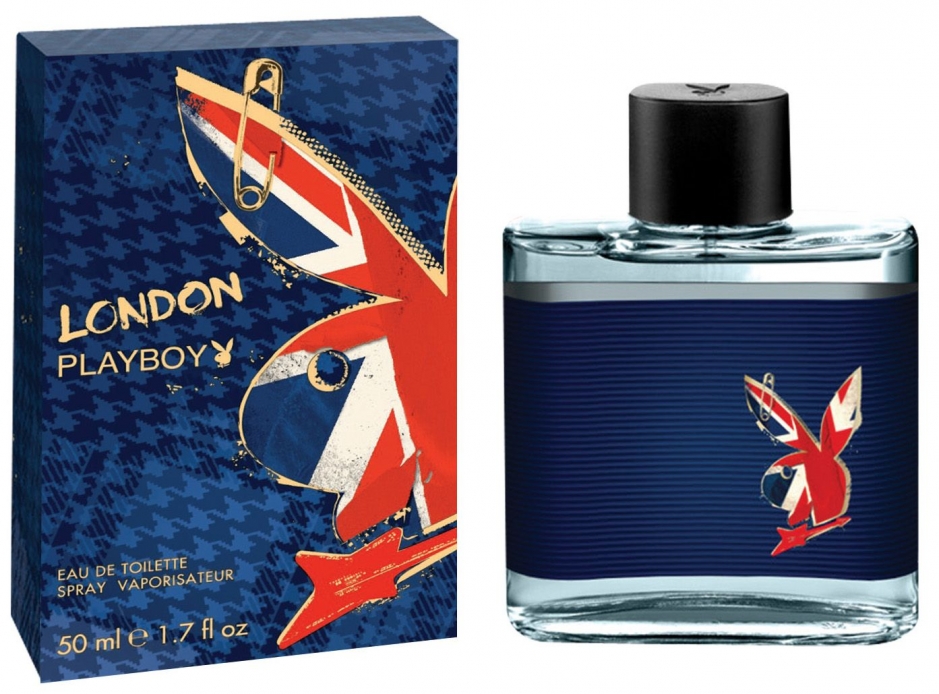 LONDON
PLAYBOY
EAU DE TOILETTE
SPRAY VAPORISATEUR
50 ml ℮ 1.7 fl oz